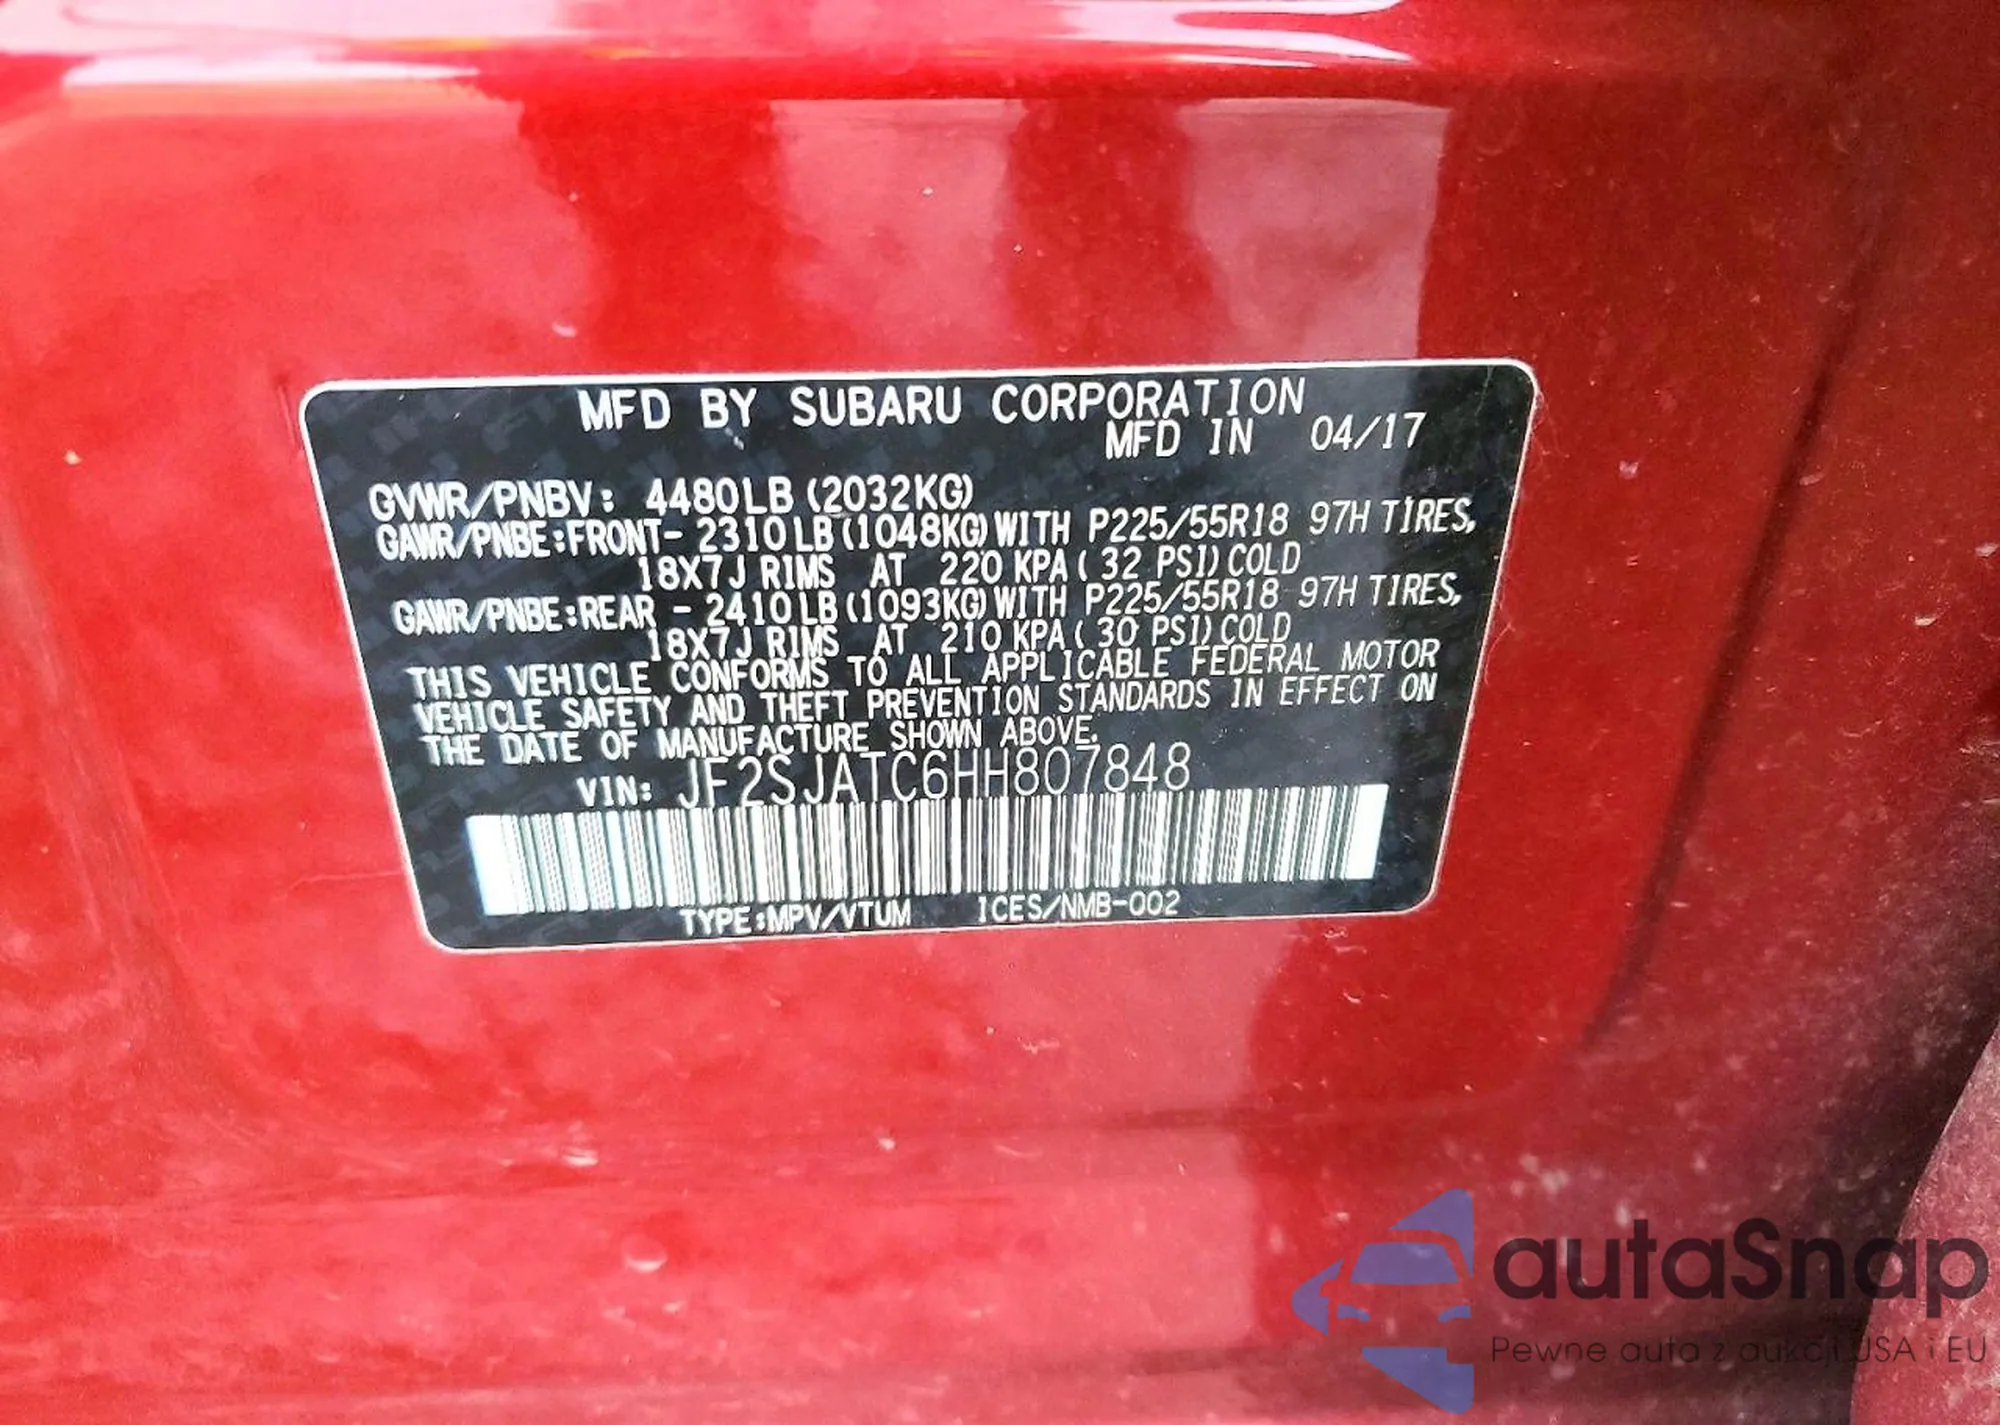 MFD BY SUBARU CORPORATION
MFD IN 04/17
GVWR/PNBV: 4480LB (2032KG)
GAWR/PNBE:FRONT- 2310LB (1048KG) WITH P225/55R18 97H TIRES,
18X7J RIMS AT 220 KPA ( 32 PSI) COLD
GAWR/PNBE:REAR - 2410LB (1093KG) WITH P225/55R18 97H TIRES,
18X7J RIMS AT 210 KPA ( 30 PSI) COLD
THIS VEHICLE CONFORMS TO ALL APPLICABLE FEDERAL MOTOR
VEHICLE SAFETY AND THEFT PREVENTION STANDARDS IN EFFECT ON
THE DATE OF MANUFACTURE SHOWN ABOVE.
VIN: JF2SJATC6HH807848
TYPE:MPV/VTUM ICES/NMB-002
autaSnap
Pewne auta z aukcji USA i EU